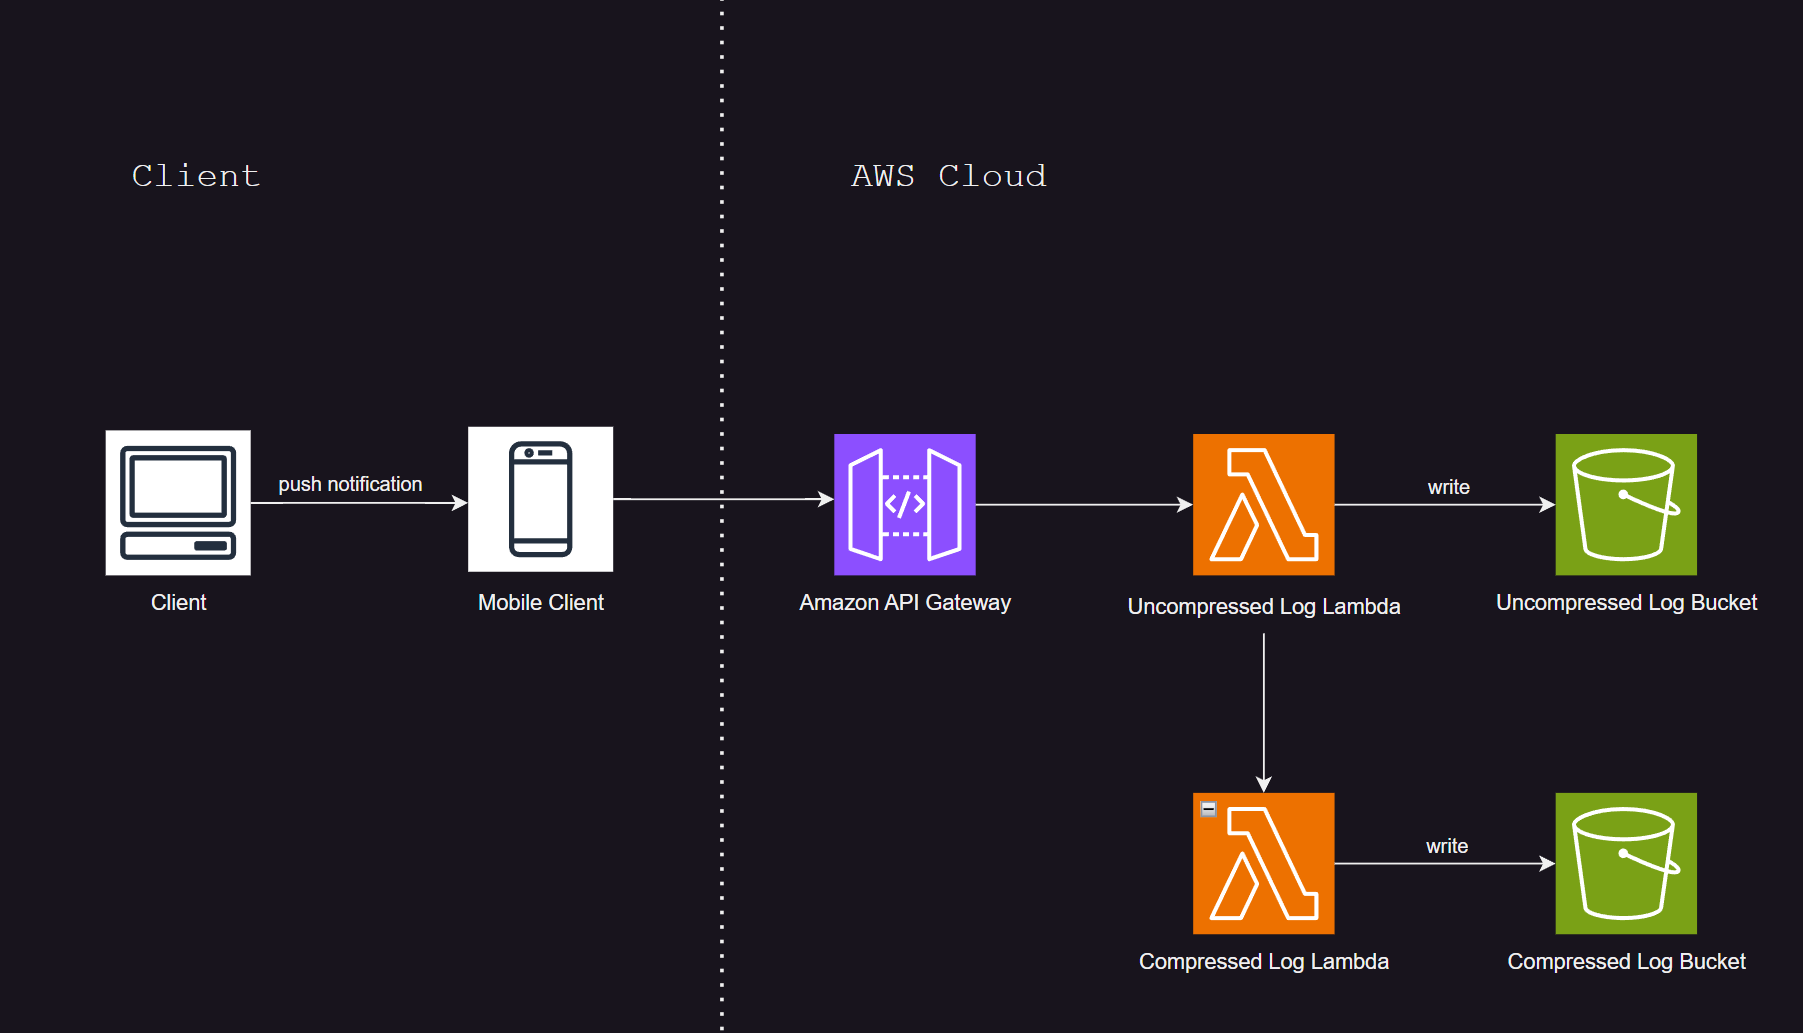 Client
AWS Cloud
push notification
write
Client
Mobile Client
Amazon API Gateway
Uncompressed Log Lambda
Uncompressed Log Bucket
write
Compressed Log Lambda
Compressed Log Bucket